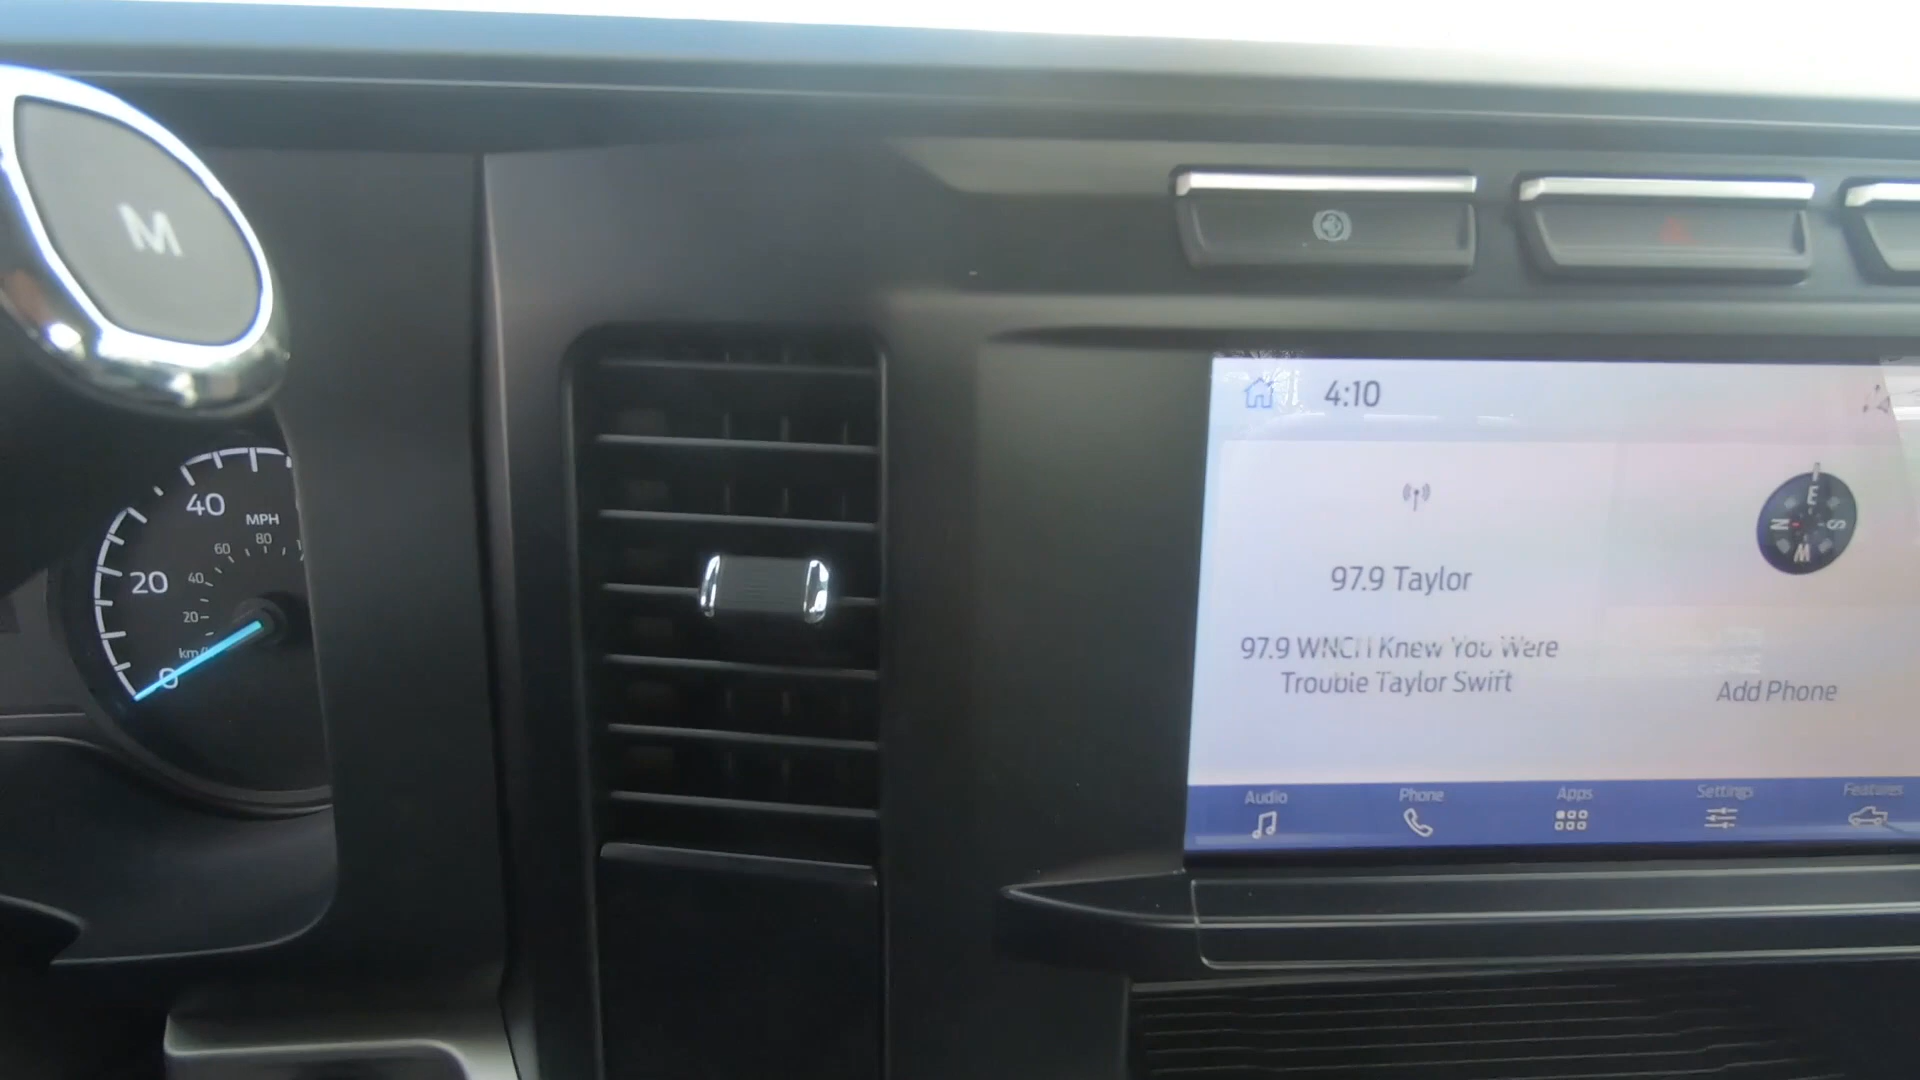 M
40
MPH
60
80
20
40
20
km/
0
4:10
E
N
S
W
97.9 Taylor
97.9 WNCI I Knew You Were
Trouble Taylor Swift
Add Phone
Audio
Phone
Apps
Settings
Features